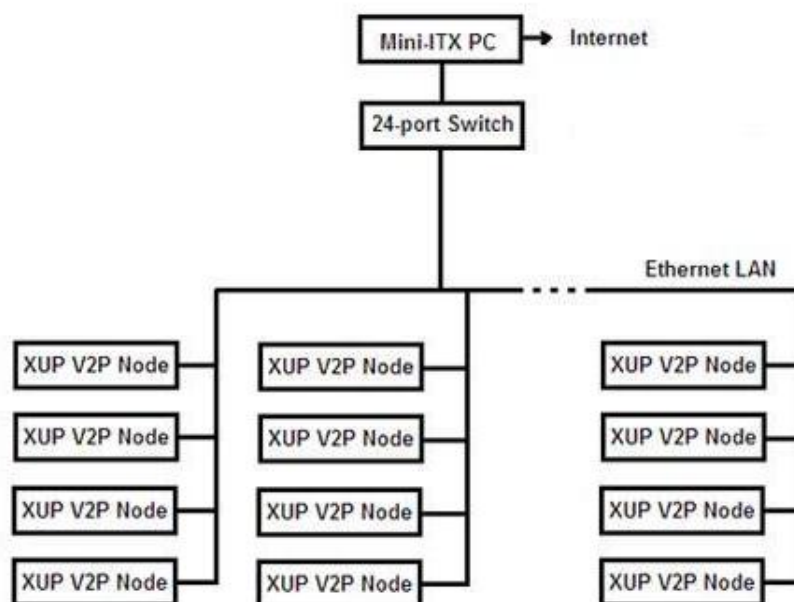 Mini-ITX PC
Internet
24-port Switch
Ethernet LAN
XUP V2P Node
XUP V2P Node
XUP V2P Node
XUP V2P Node
XUP V2P Node
XUP V2P Node
XUP V2P Node
XUP V2P Node
XUP V2P Node
XUP V2P Node
XUP V2P Node
XUP V2P Node